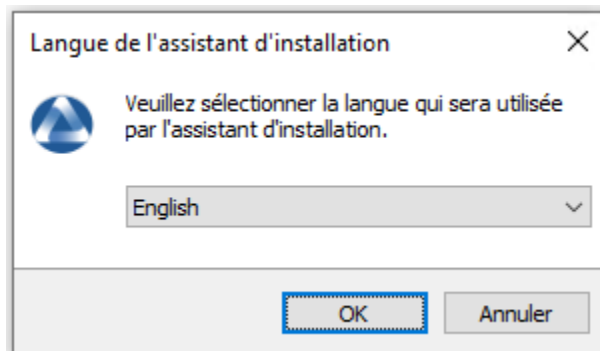 Langue de l'assistant d'installation
Veuillez sélectionner la langue qui sera utilisée
par l'assistant d'installation.
English
OK
Annuler